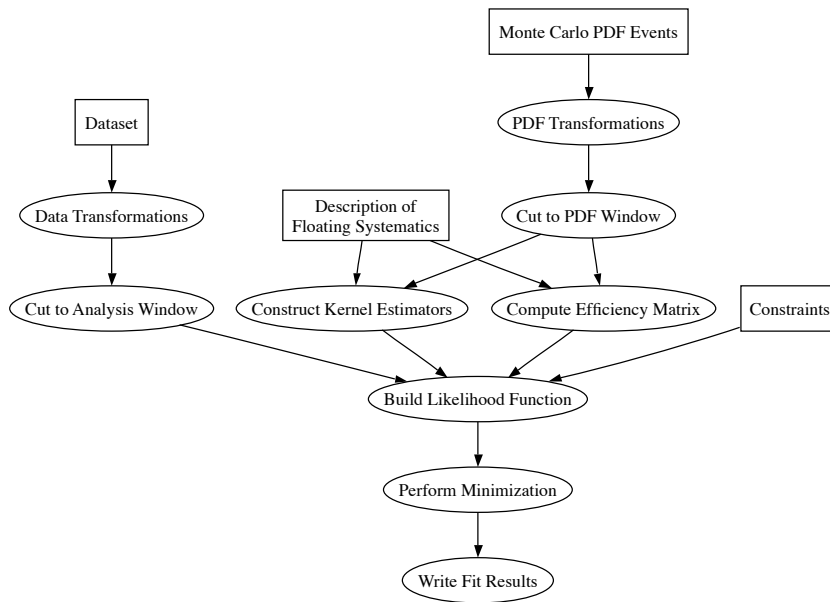 Monte Carlo PDF Events
Dataset
PDF Transformations
Data Transformations
Description of
Floating Systematics
Cut to PDF Window
Cut to Analysis Window
Construct Kernel Estimators
Compute Efficiency Matrix
Constraints
Build Likelihood Function
Perform Minimization
Write Fit Results